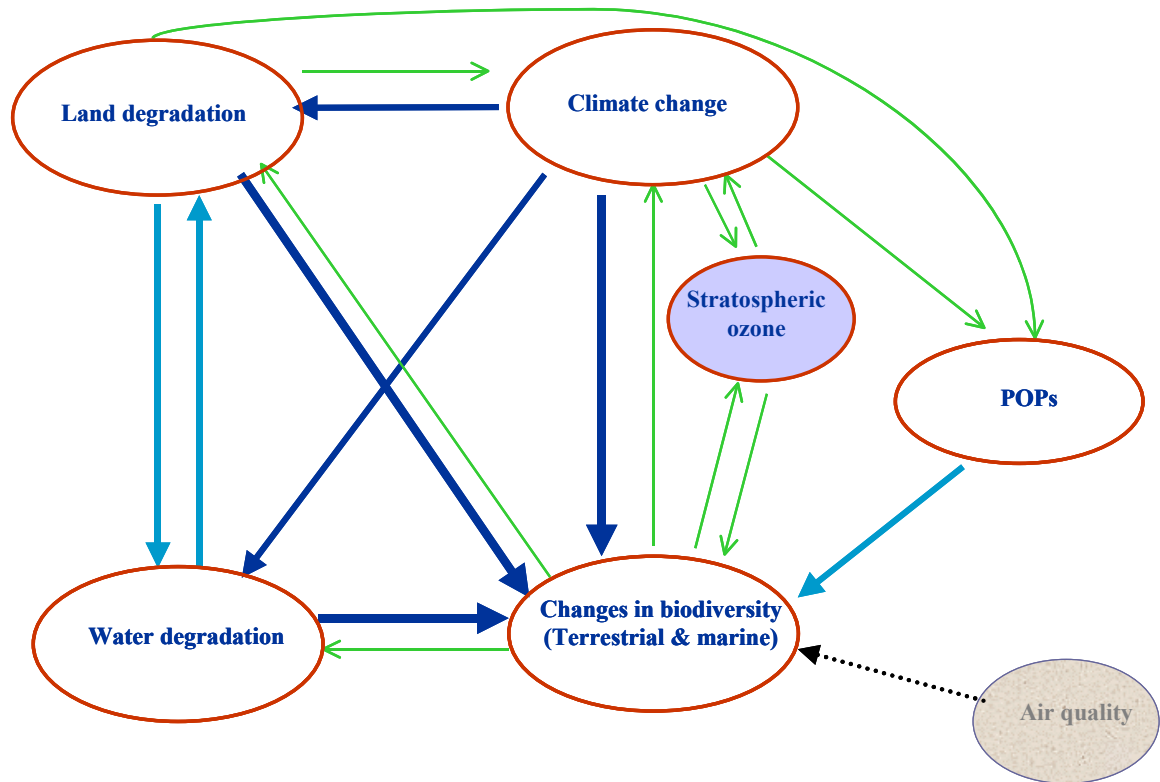 Land degradation
Climate change
Stratospheric
ozone
POPs
Changes in biodiversity
(Terrestrial & marine)
Water degradation
Air quality